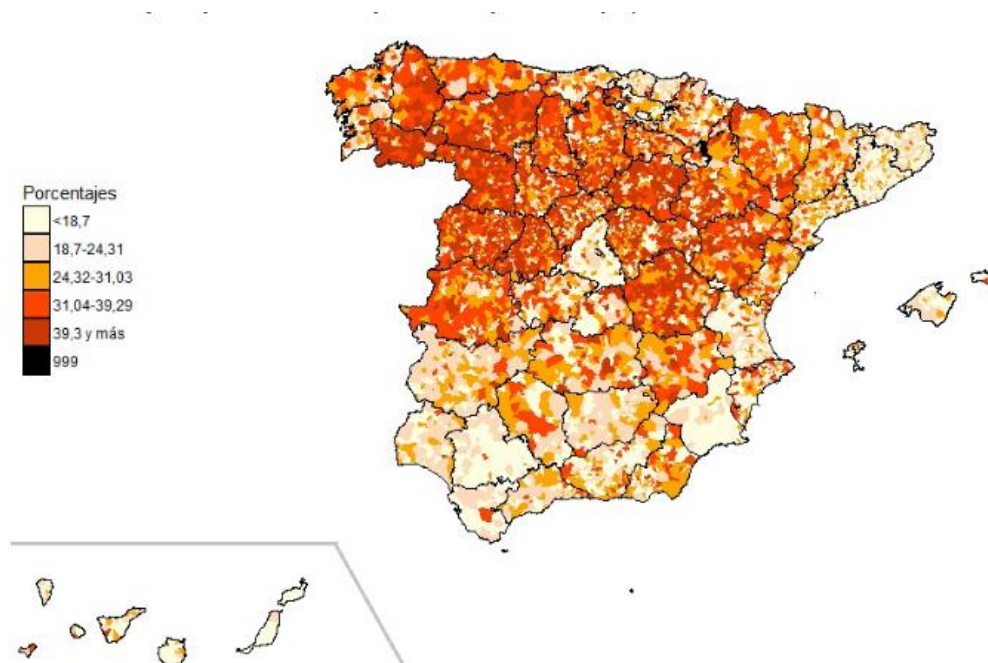 Porcentajes
<18,7
18,7-24,31
24,32-31,03
31,04-39,29
39,3 y más
999